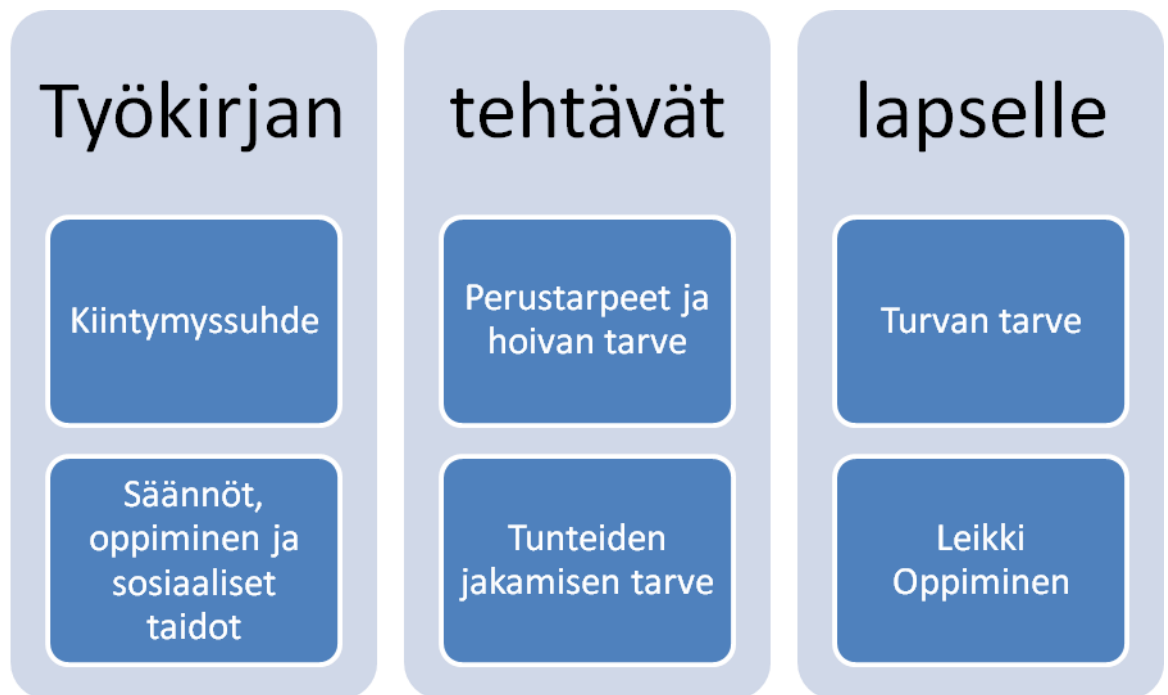 Työkirjan
tehtävät
lapselle
Kiintymyssuhde
Perustarpeet ja
hoivan tarve
Turvan tarve
Säännöt,
oppiminen ja
sosiaaliset
taidot
Tunteiden
jakamisen tarve
Leikki
Oppiminen